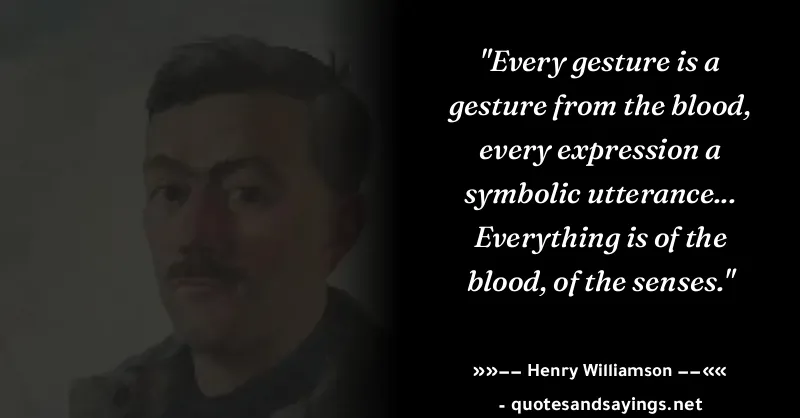 "Every gesture is a
gesture from the blood,
every expression a
symbolic utterance...
Everything is of the
blood, of the senses."
»»−− Henry Williamson −−««
- quotesandsayings.net